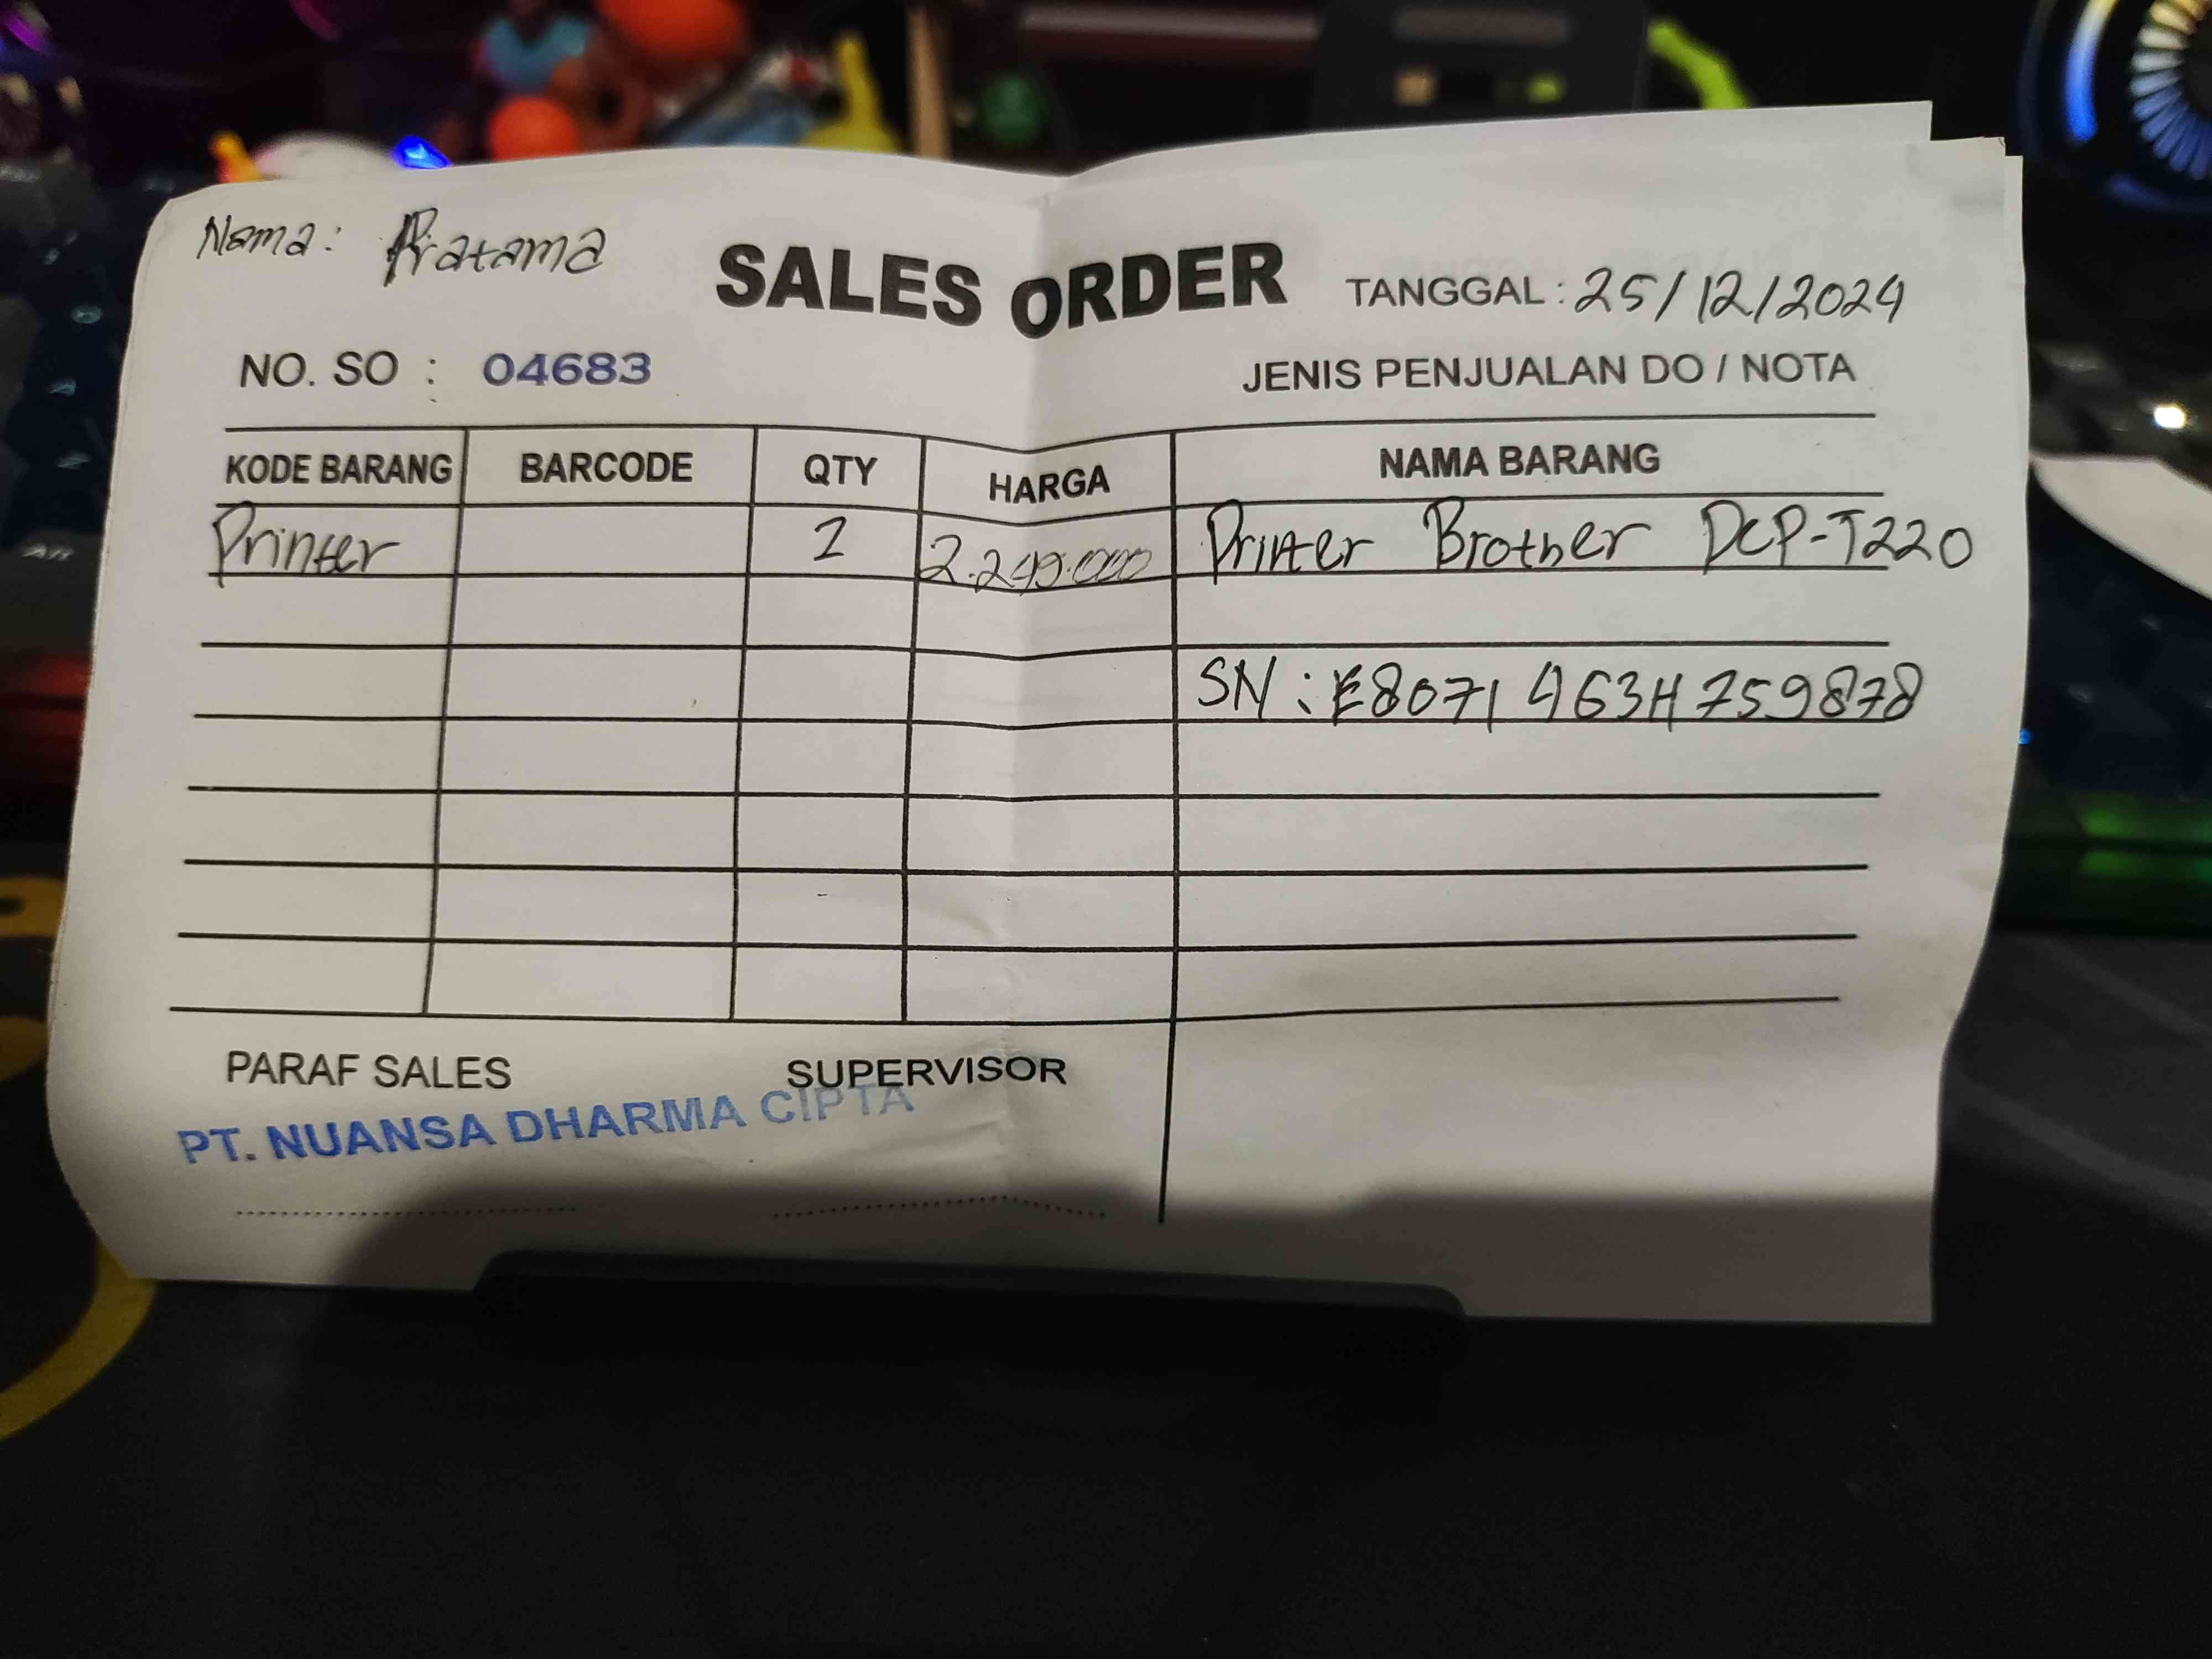 Nama: Pratama
SALES ORDER
TANGGAL : 25/12/2024
NO. SO : 04683
JENIS PENJUALAN DO / NOTA
KODE BARANG BARCODE QTY HARGA NAMA BARANG
Printer 1 2.249.000 Printer Brother DCP-T220
SN : E8071463H759878
PARAF SALES SUPERVISOR
PT. NUANSA DHARMA CIPTA